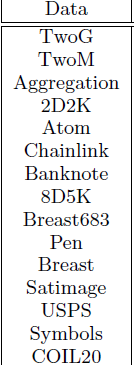 Data
TwoG
TwoM
Aggregation
2D2K
Atom
Chainlink
Banknote
8D5K
Breast683
Pen
Breast
Satimage
USPS
Symbols
COIL20